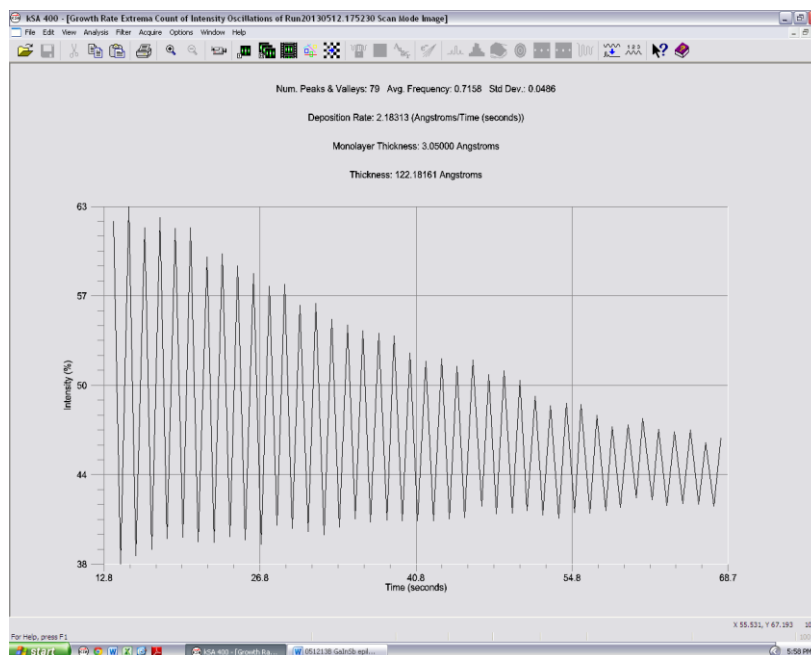 kSA 400 - [Growth Rate Extrema Count of Intensity Oscillations of Run20130512.175230 Scan Mode Image]
File Edit View Analysis Filter Acquire Options Window Help
Num. Peaks & Valleys: 79 Avg. Frequency: 0.7158 Std Dev.: 0.0486
Deposition Rate: 2.18313 (Angstroms/Time (seconds))
Monolayer Thickness: 3.05000 Angstroms
Thickness: 122.18161 Angstroms
63
57
50
44
38
Intensity (%)
12.8 26.8 40.8 54.8 68.7
Time (seconds)
X 55.531, Y 67.193
For Help, press F1
start
kSA 400 - [Growth Ra...
051213B GaInSb epil...
5:58 PM